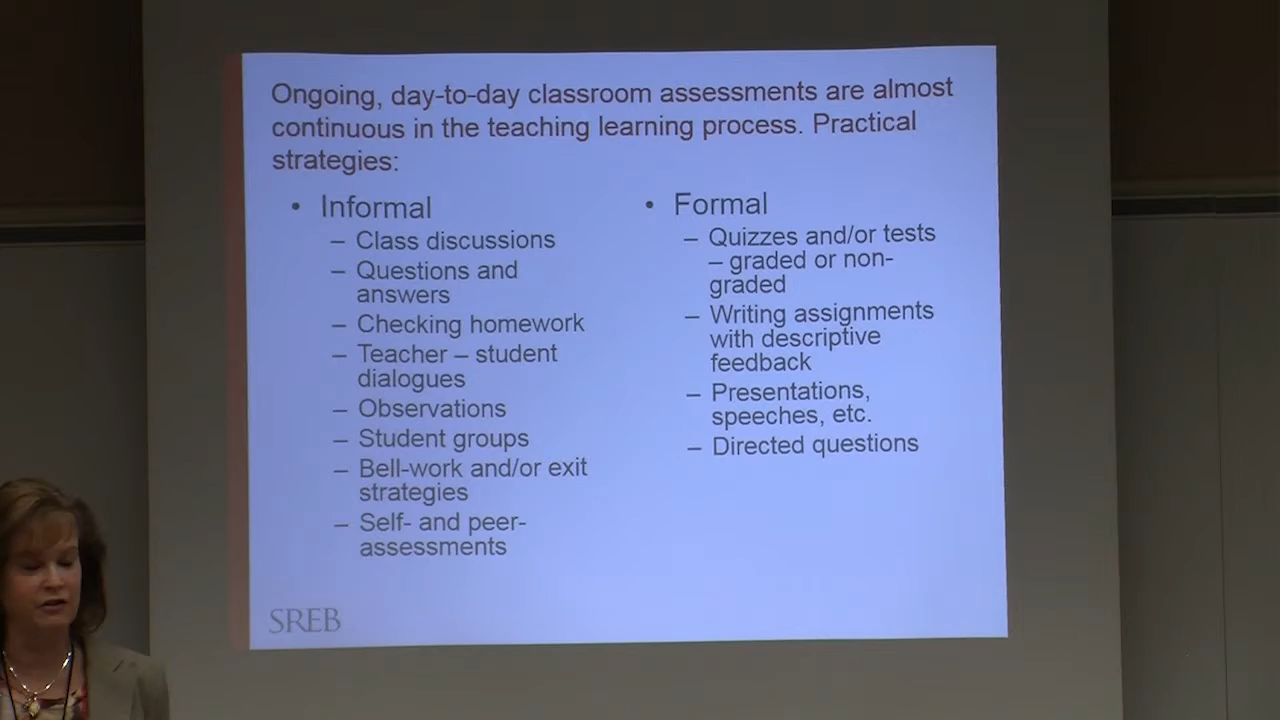 Ongoing, day-to-day classroom assessments are almost
continuous in the teaching learning process. Practical
strategies:
• Informal
– Class discussions
– Questions and
answers
– Checking homework
– Teacher – student
dialogues
– Observations
– Student groups
– Bell-work and/or exit
strategies
– Self- and peer-
assessments
• Formal
– Quizzes and/or tests
– graded or non-
graded
– Writing assignments
with descriptive
feedback
– Presentations,
speeches, etc.
– Directed questions
SREB